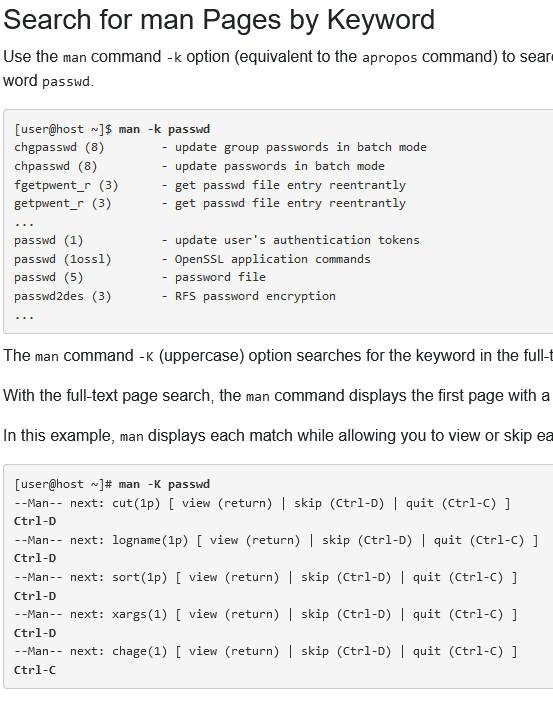 Search for man Pages by Keyword
Use the man command -k option (equivalent to the apropos command) to sear
word passwd.
[user@host ~]$ man -k passwd
chgpasswd (8)        - update group passwords in batch mode
chpasswd (8)         - update passwords in batch mode
fgetpwent_r (3)      - get passwd file entry reentrantly
getpwent_r (3)       - get passwd file entry reentrantly
...
passwd (1)           - update user's authentication tokens
passwd (1ossl)       - OpenSSL application commands
passwd (5)           - password file
passwd2des (3)       - RFS password encryption
...
The man command -K (uppercase) option searches for the keyword in the full-t
With the full-text page search, the man command displays the first page with a
In this example, man displays each match while allowing you to view or skip ea
[user@host ~]# man -K passwd
--Man-- next: cut(1p) [ view (return) | skip (Ctrl-D) | quit (Ctrl-C) ]
Ctrl-D
--Man-- next: logname(1p) [ view (return) | skip (Ctrl-D) | quit (Ctrl-C) ]
Ctrl-D
--Man-- next: sort(1p) [ view (return) | skip (Ctrl-D) | quit (Ctrl-C) ]
Ctrl-D
--Man-- next: xargs(1) [ view (return) | skip (Ctrl-D) | quit (Ctrl-C) ]
Ctrl-D
--Man-- next: chage(1) [ view (return) | skip (Ctrl-D) | quit (Ctrl-C) ]
Ctrl-C